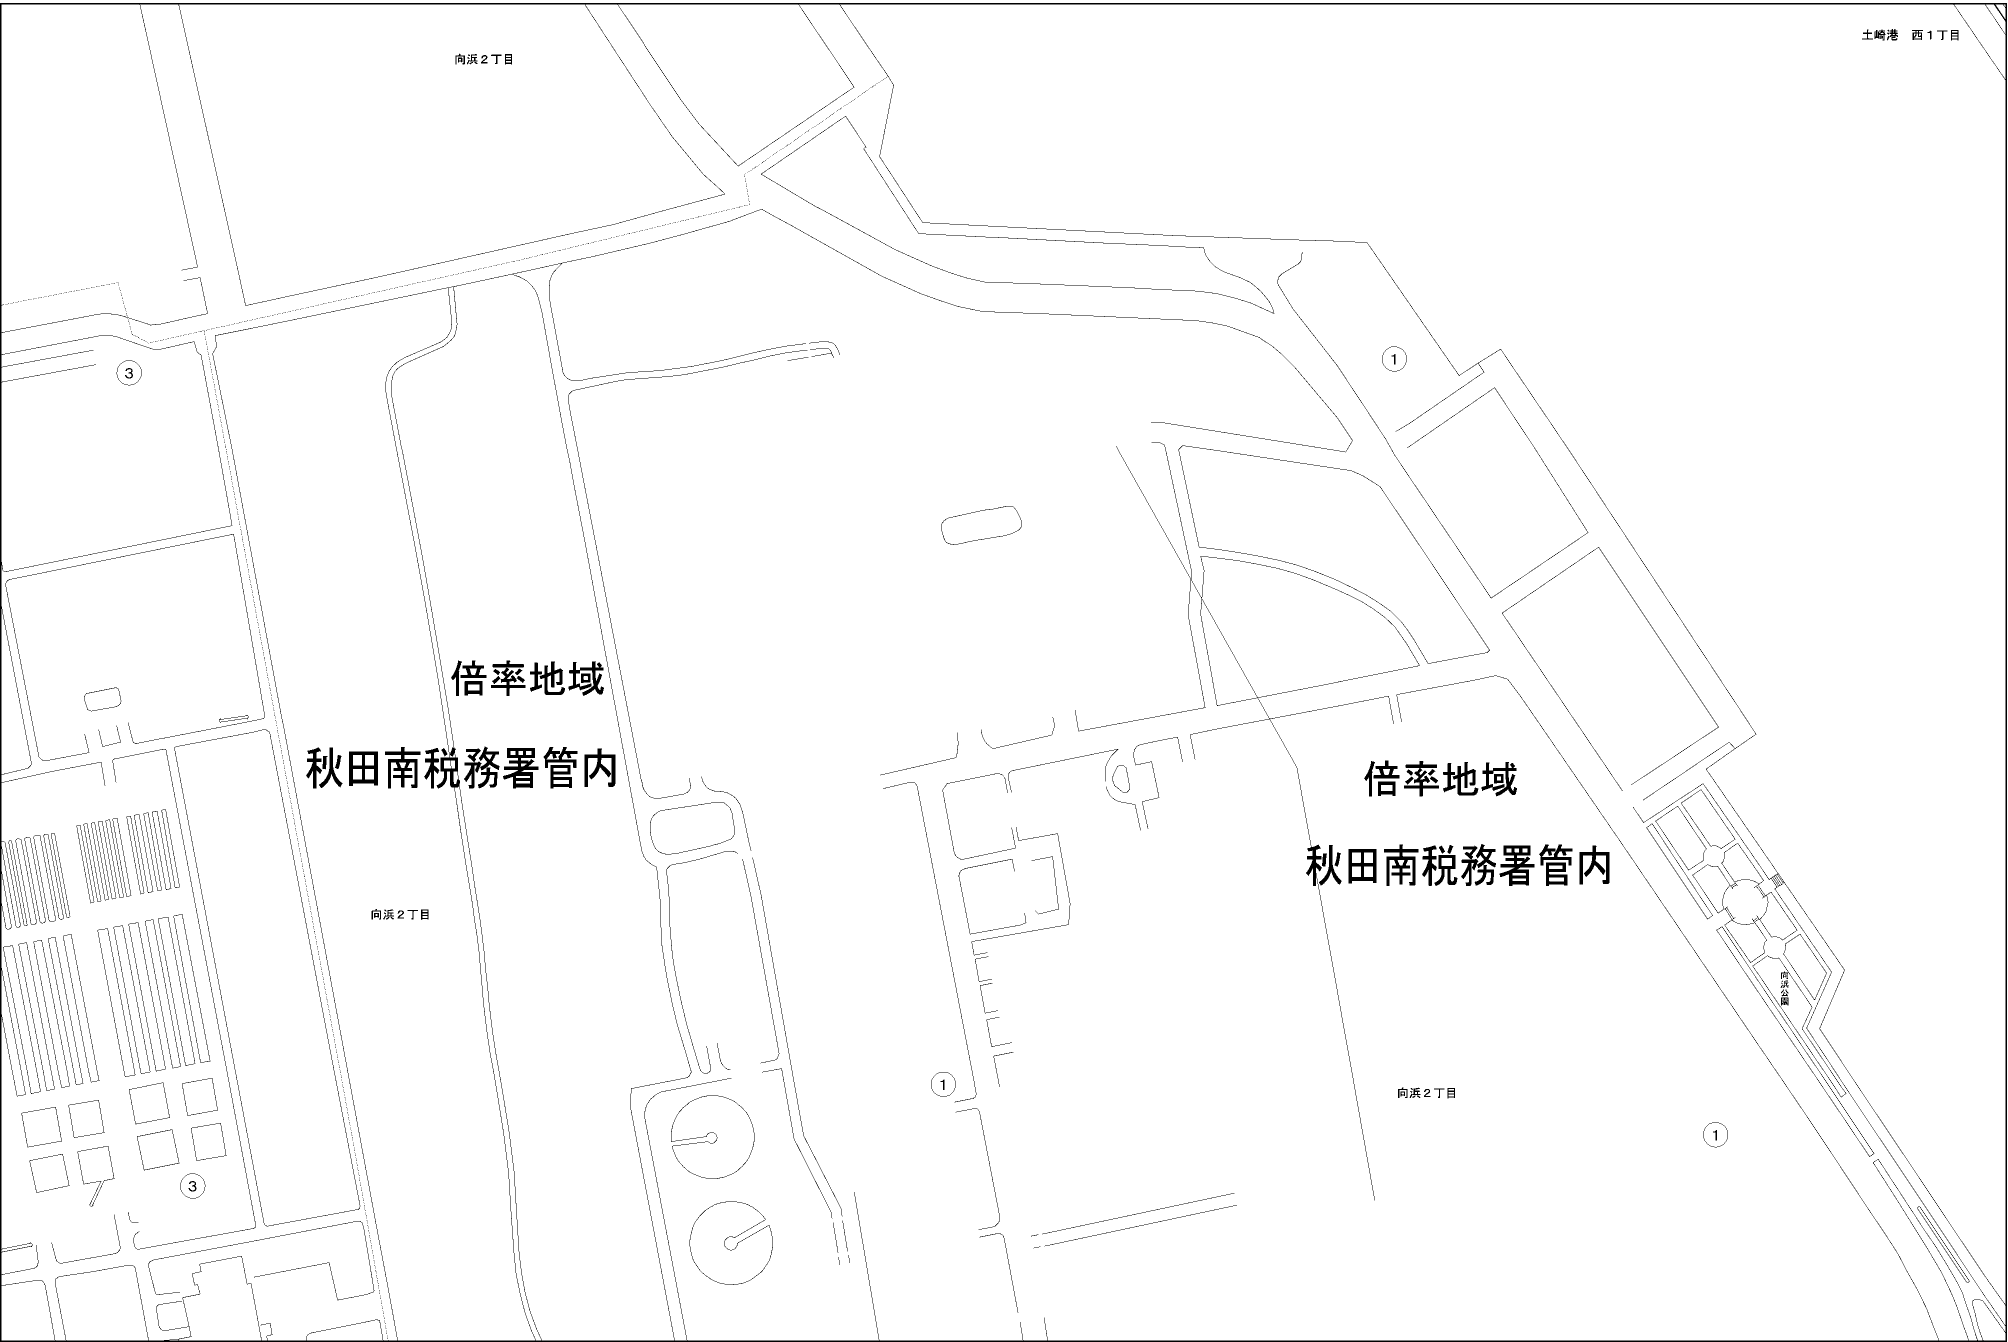 土崎港　西１丁目
向浜２丁目
1
3
倍率地域
秋田南税務署管内
倍率地域
秋田南税務署管内
向浜２丁目
向浜公園
1
向浜２丁目
1
3